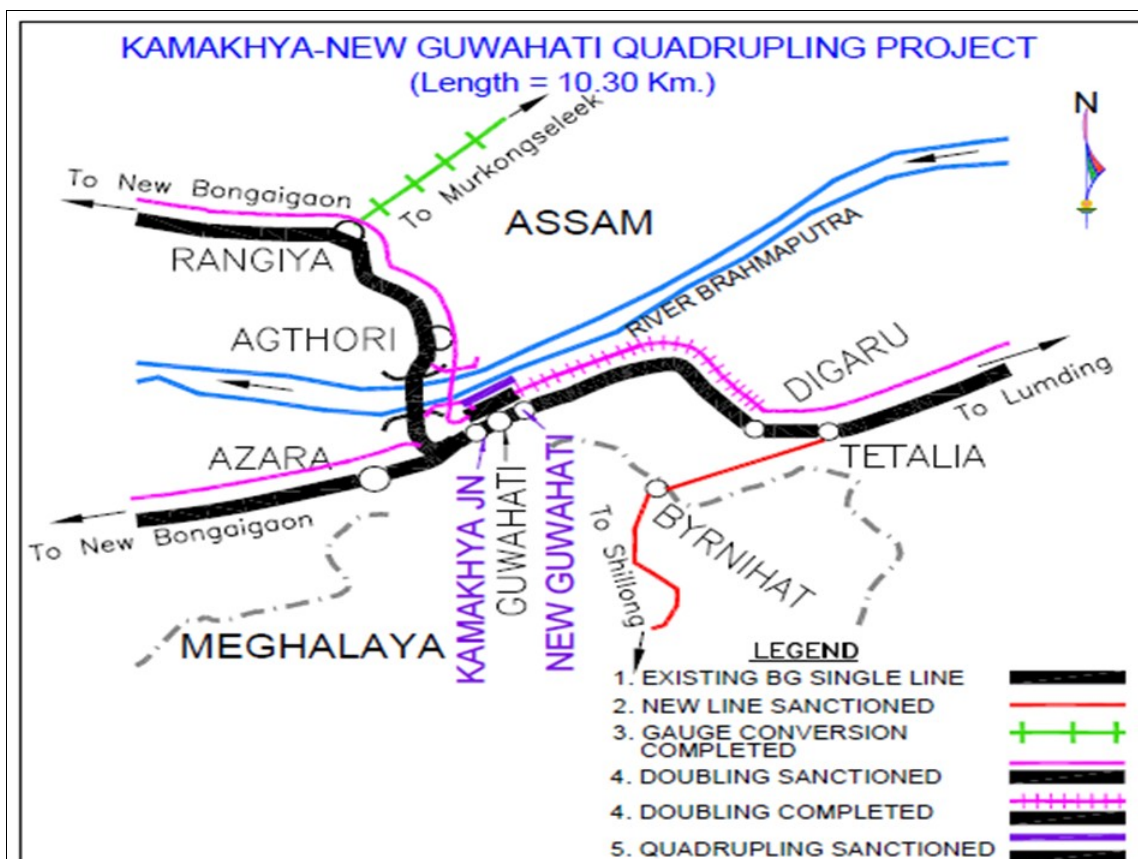 KAMAKHYA-NEW GUWAHATI QUADRUPLING PROJECT
(Length = 10.30 Km.)
N
To New Bongaigaon
To Murkongseleek
ASSAM
RANGIYA
RIVER BRAHMAPUTRA
AGTHORI
DIGARU
To Lumding
AZARA
TETALIA
To New Bongaigaon
KAMAKHYA JN
GUWAHATI
NEW GUWAHATI
BYRNIHAT
To Shillong
MEGHALAYA
LEGEND
1. EXISTING BG SINGLE LINE
2. NEW LINE SANCTIONED
3. GAUGE CONVERSION
COMPLETED
4. DOUBLING SANCTIONED
4. DOUBLING COMPLETED
5. QUADRUPLING SANCTIONED